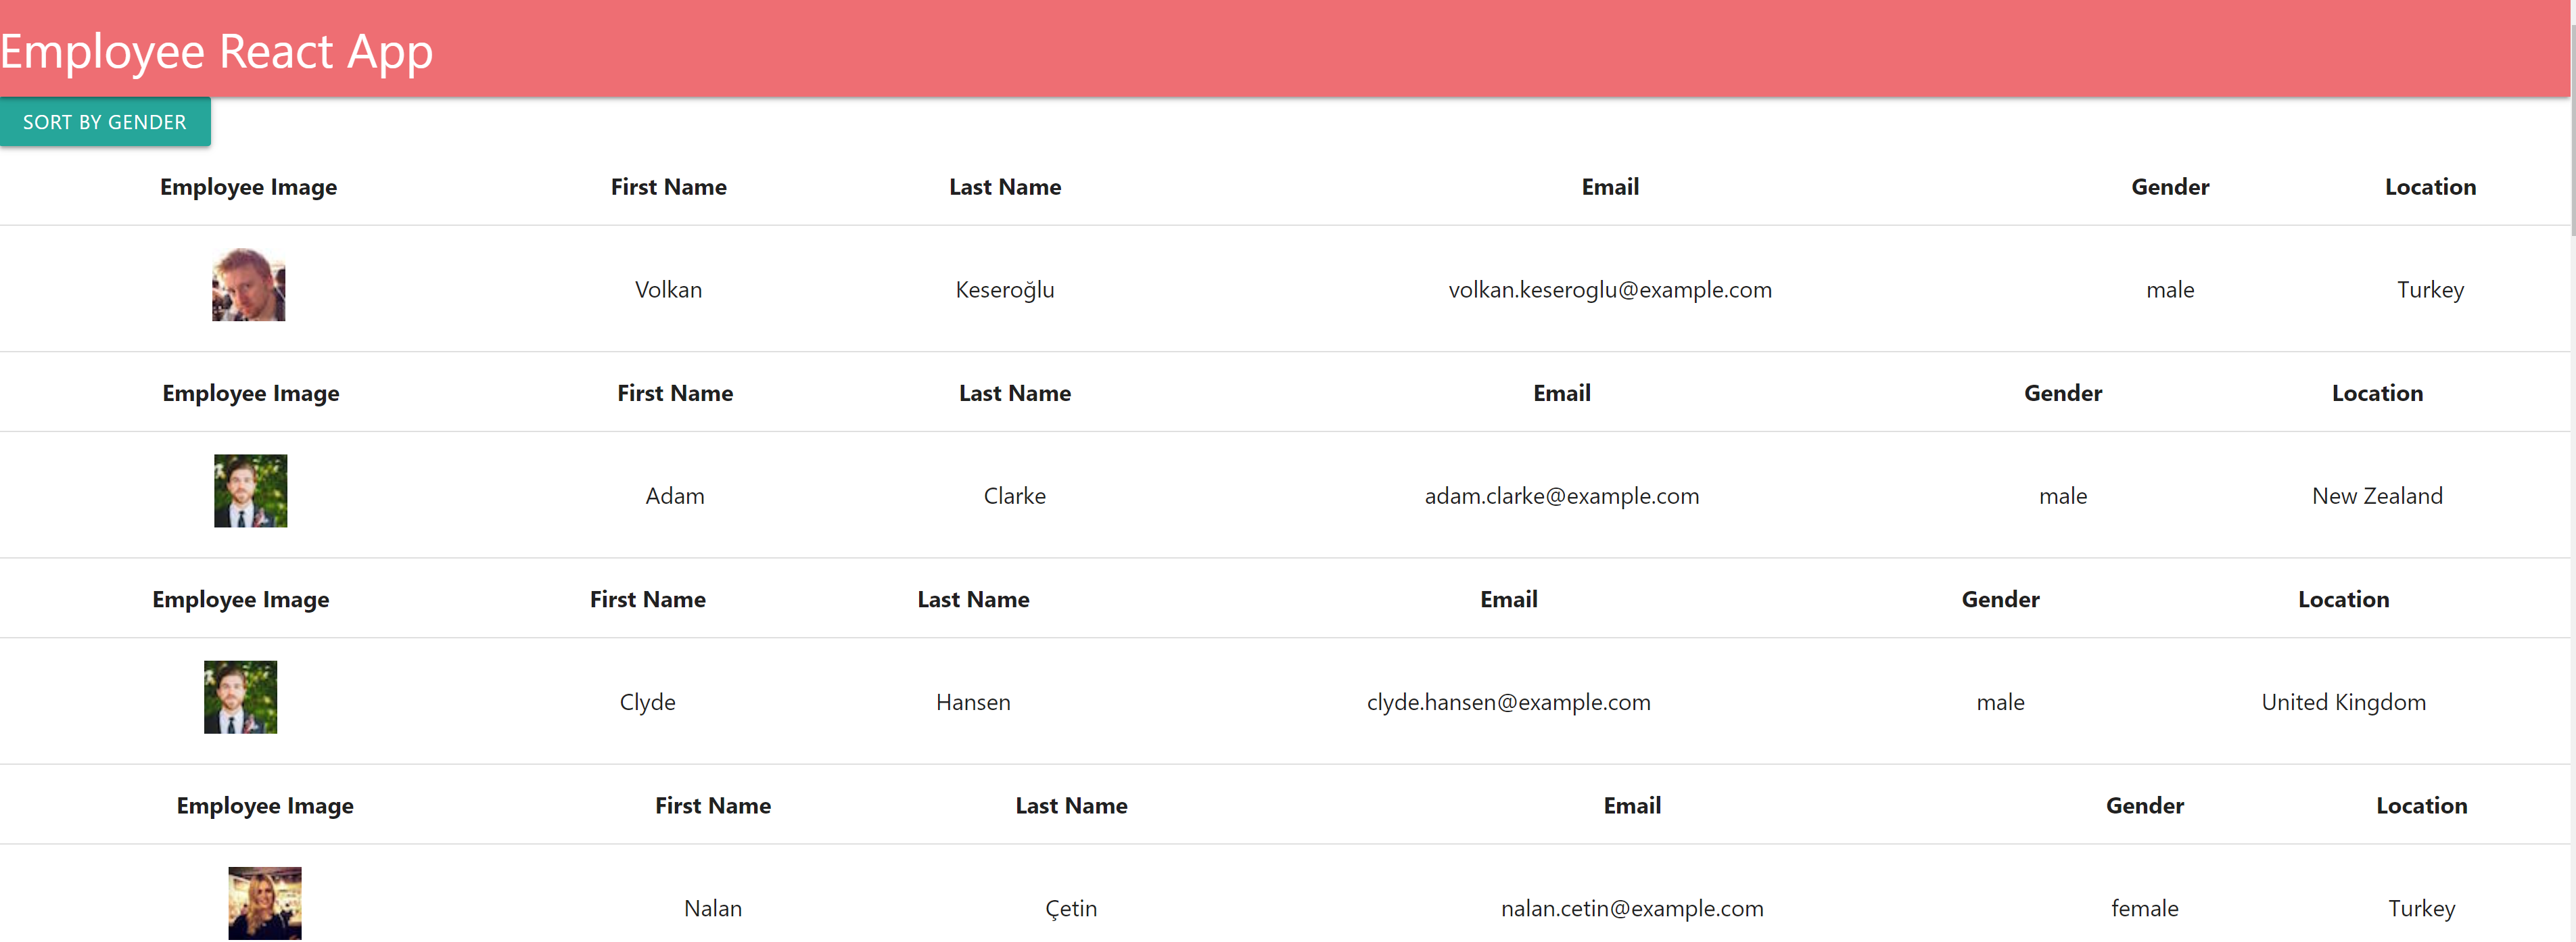 Employee React App
SORT BY GENDER
Employee Image First Name Last Name Email Gender Location
Volkan Keseroğlu volkan.keseroglu@example.com male Turkey
Employee Image First Name Last Name Email Gender Location
Adam Clarke adam.clarke@example.com male New Zealand
Employee Image First Name Last Name Email Gender Location
Clyde Hansen clyde.hansen@example.com male United Kingdom
Employee Image First Name Last Name Email Gender Location
Nalan Çetin nalan.cetin@example.com female Turkey